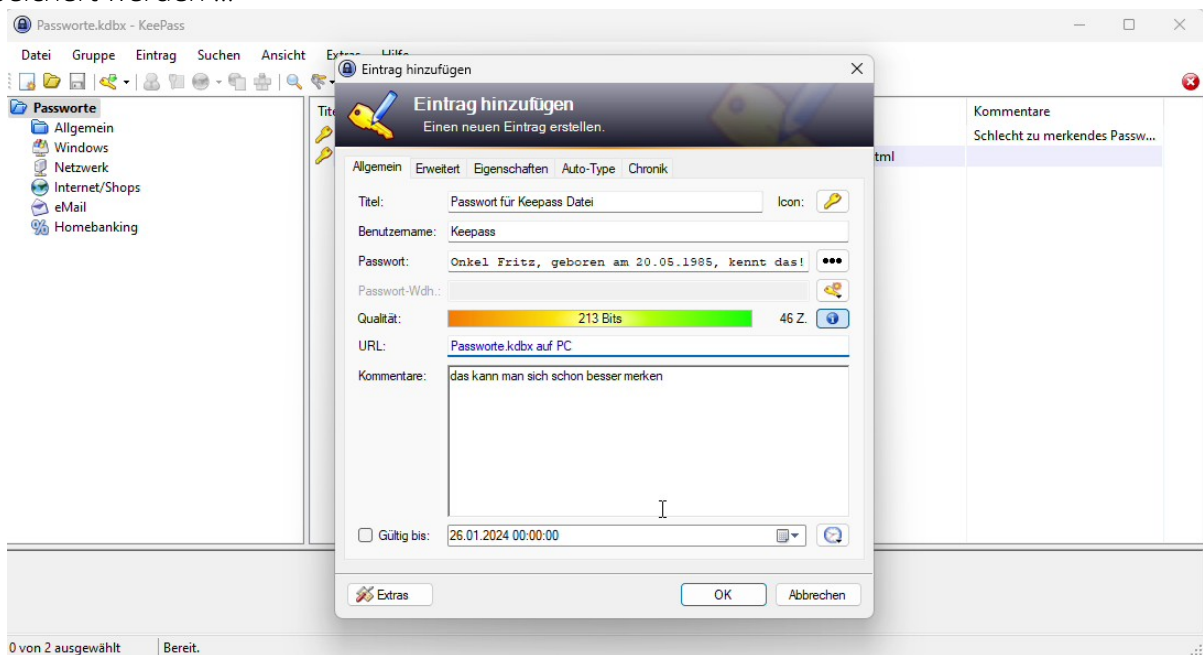 Passworte.kdbx - KeePass
Datei Gruppe Eintrag Suchen Ansicht Extras Hilfe
Passworte
Allgemein
Windows
Netzwerk
Internet/Shops
eMail
Homebanking
Kommentare
Schlecht zu merkendes Passw...
tml
Eintrag hinzufügen
Eintrag hinzufügen
Einen neuen Eintrag erstellen.
Allgemein Erweitert Eigenschaften Auto-Type Chronik
Titel: Passwort für Keepass Datei Icon:
Benutzername: Keepass
Passwort: Onkel Fritz, geboren am 20.05.1985, kennt das!
Passwort-Wdh.:
Qualität: 213 Bits 46 Z.
URL: Passworte.kdbx auf PC
Kommentare: das kann man sich schon besser merken
Gültig bis: 26.01.2024 00:00:00
Extras OK Abbrechen
0 von 2 ausgewählt Bereit.